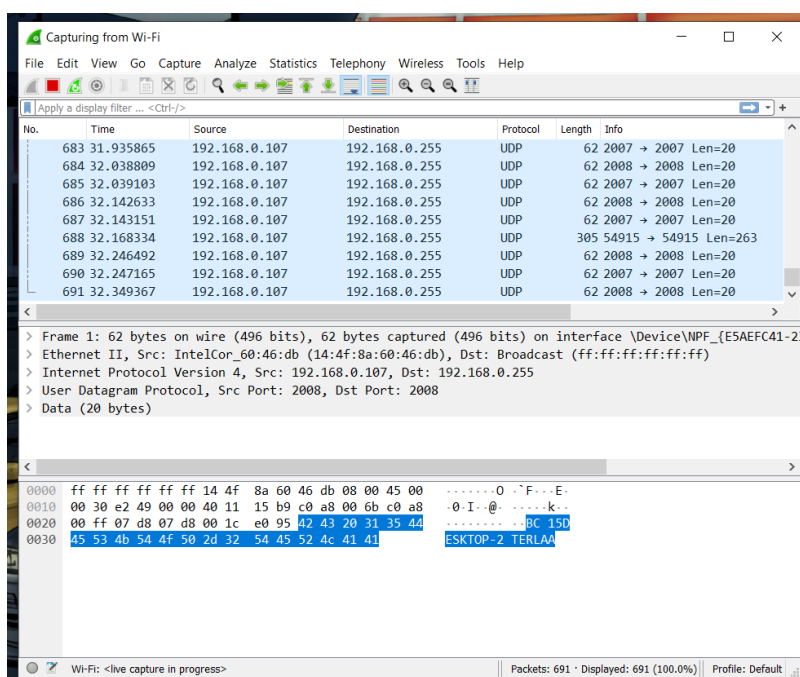 Capturing from Wi-Fi
File Edit View Go Capture Analyze Statistics Telephony Wireless Tools Help
Apply a display filter ... <Ctrl-/>
No. Time Source Destination Protocol Length Info
683 31.935865 192.168.0.107 192.168.0.255 UDP 62 2007 → 2007 Len=20
684 32.038809 192.168.0.107 192.168.0.255 UDP 62 2008 → 2008 Len=20
685 32.039103 192.168.0.107 192.168.0.255 UDP 62 2007 → 2007 Len=20
686 32.142633 192.168.0.107 192.168.0.255 UDP 62 2008 → 2008 Len=20
687 32.143151 192.168.0.107 192.168.0.255 UDP 62 2007 → 2007 Len=20
688 32.168334 192.168.0.107 192.168.0.255 UDP 305 54915 → 54915 Len=263
689 32.246492 192.168.0.107 192.168.0.255 UDP 62 2008 → 2008 Len=20
690 32.247165 192.168.0.107 192.168.0.255 UDP 62 2007 → 2007 Len=20
691 32.349367 192.168.0.107 192.168.0.255 UDP 62 2008 → 2008 Len=20
> Frame 1: 62 bytes on wire (496 bits), 62 bytes captured (496 bits) on interface \Device\NPF_{E5AEFC41-2
> Ethernet II, Src: IntelCor_60:46:db (14:4f:8a:60:46:db), Dst: Broadcast (ff:ff:ff:ff:ff:ff)
> Internet Protocol Version 4, Src: 192.168.0.107, Dst: 192.168.0.255
> User Datagram Protocol, Src Port: 2008, Dst Port: 2008
> Data (20 bytes)
0000 ff ff ff ff ff ff 14 4f 8a 60 46 db 08 00 45 00 ·······O ·`F···E·
0010 00 30 e2 49 00 00 40 11 15 b9 c0 a8 00 6b c0 a8 ·0·I··@· ·····k··
0020 00 ff 07 d8 07 d8 00 1c e0 95 42 43 20 31 35 44 ········ ··BC 15D
0030 45 53 4b 54 4f 50 2d 32 54 45 52 4c 41 41 ESKTOP-2 TERLAA
Wi-Fi: <live capture in progress> Packets: 691 · Displayed: 691 (100.0%) Profile: Default